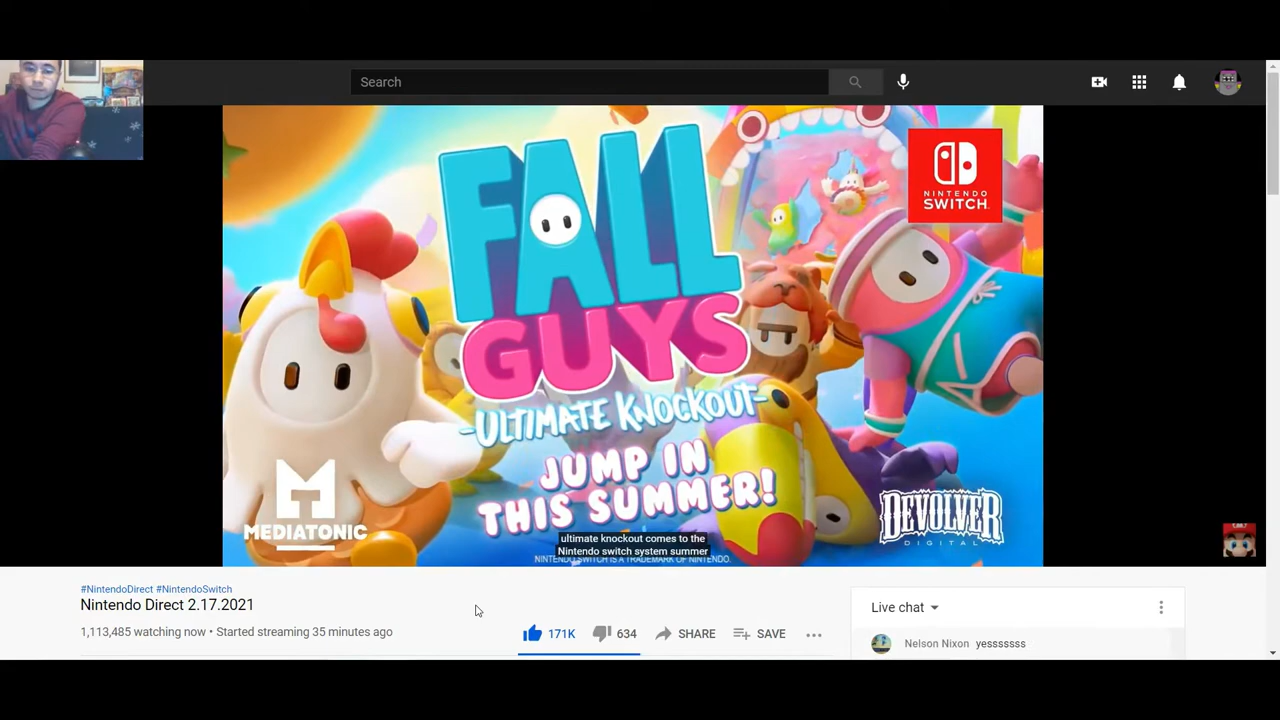 Search
FALL
GUYS
-ULTIMATE KNOCKOUT-
JUMP IN
THIS SUMMER!
NINTENDO
SWITCH
MEDIATONIC
DEVOLVER
DIGITAL
ultimate knockout comes to the
Nintendo switch system summer
NINTENDO SWITCH IS A TRADEMARK OF NINTENDO.
#NintendoDirect #NintendoSwitch
Nintendo Direct 2.17.2021
1,113,485 watching now • Started streaming 35 minutes ago
171K
634
SHARE
SAVE
Live chat
Nelson Nixon yesssssss